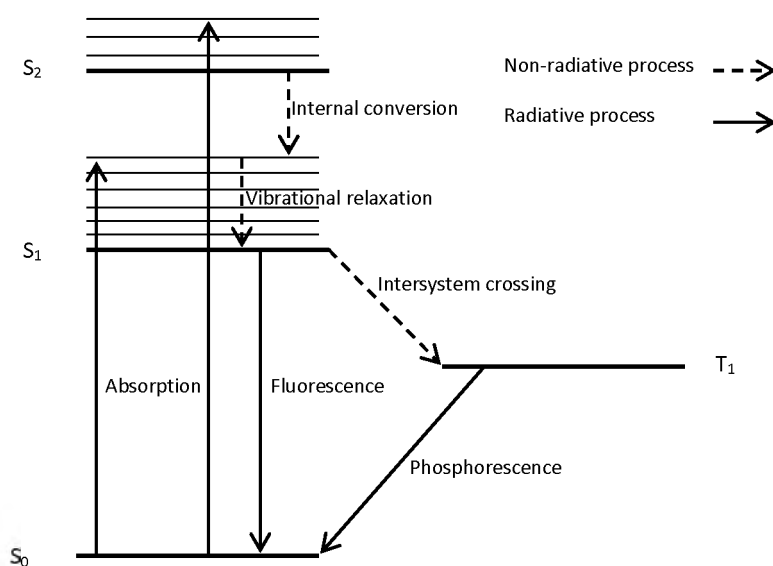 S₂
Non-radiative process
Internal conversion
Radiative process
Vibrational relaxation
S₁
Intersystem crossing
Absorption
Fluorescence
T₁
Phosphorescence
S₀